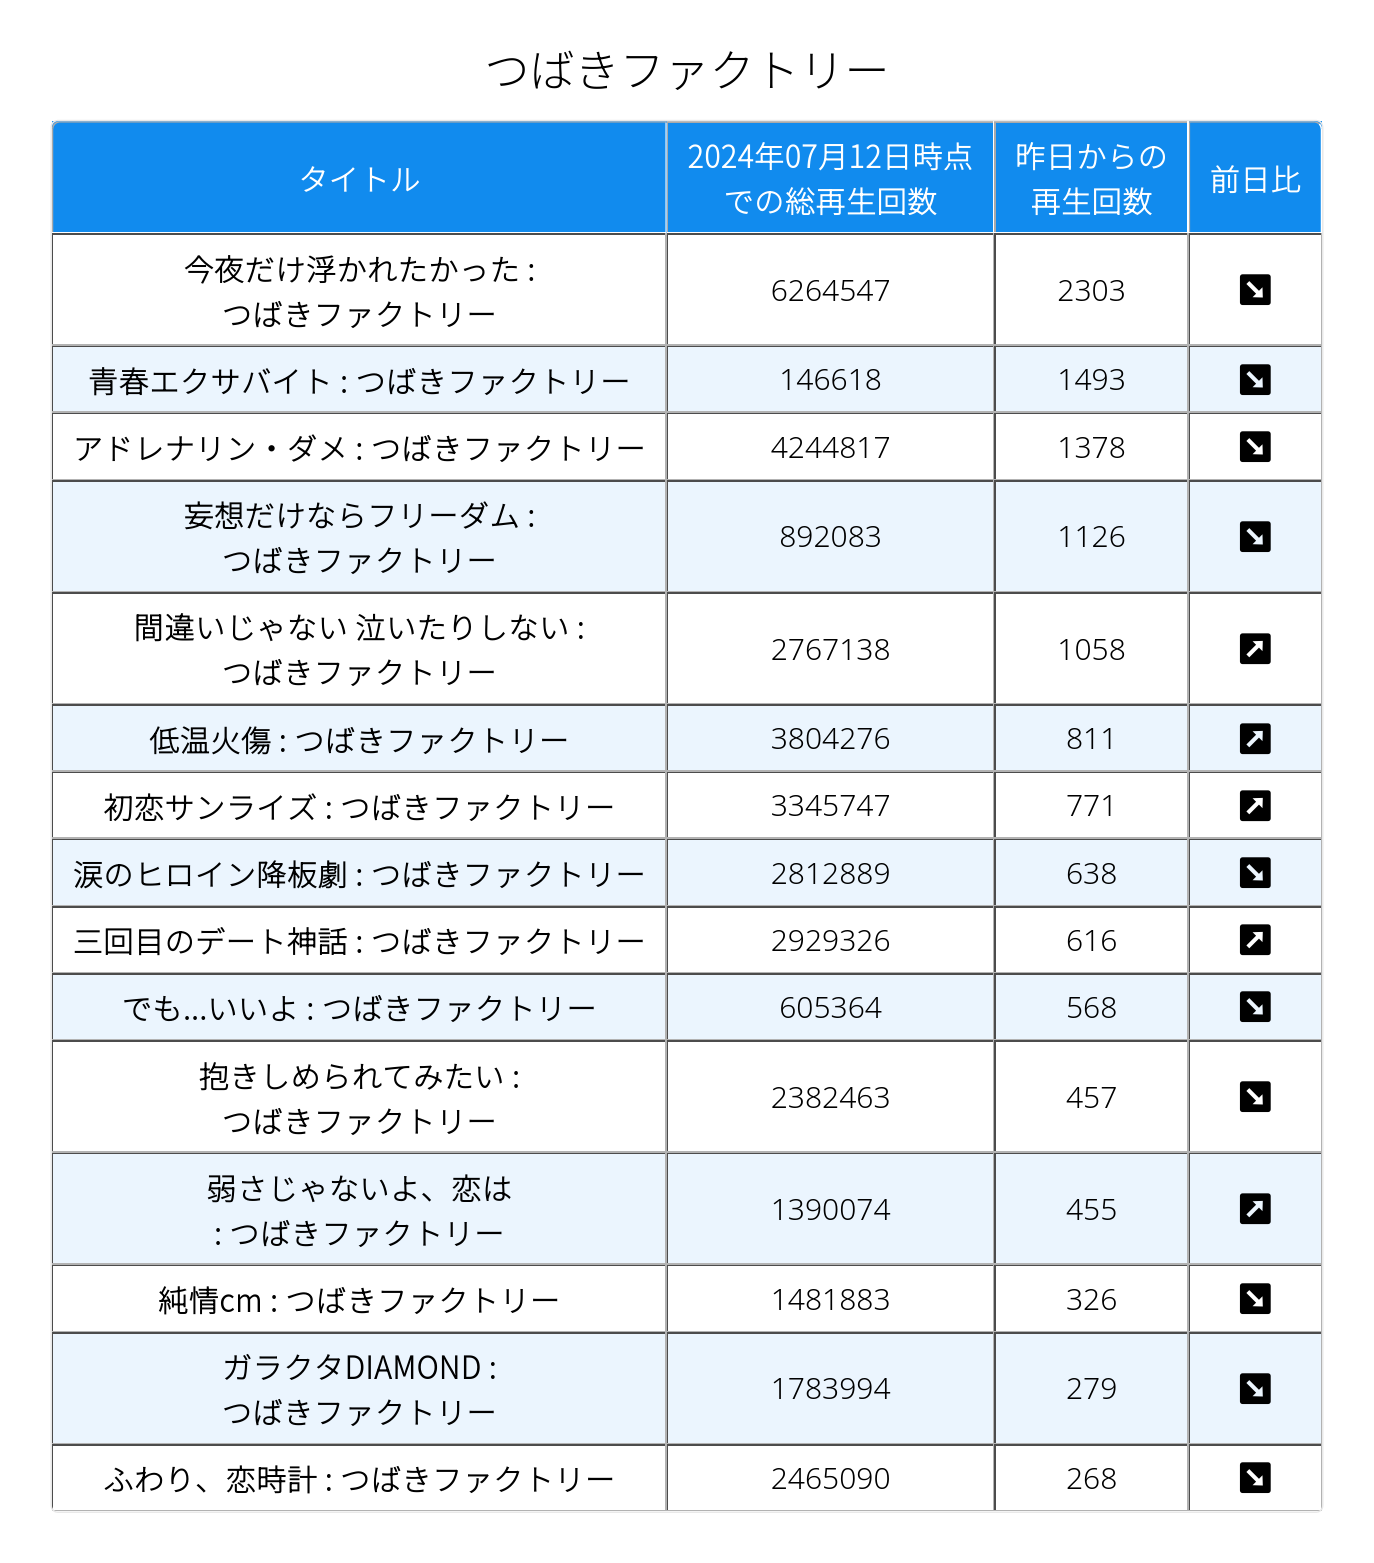 つばきファクトリー
タイトル
2024年07月12日時点
での総再生回数
昨日からの
再生回数
前日比
今夜だけ浮かれたかった :
つばきファクトリー
6264547
2303
青春エクサバイト : つばきファクトリー
146618
1493
アドレナリン・ダメ : つばきファクトリー
4244817
1378
妄想だけならフリーダム :
つばきファクトリー
892083
1126
間違いじゃない 泣いたりしない :
つばきファクトリー
2767138
1058
低温火傷 : つばきファクトリー
3804276
811
初恋サンライズ : つばきファクトリー
3345747
771
涙のヒロイン降板劇 : つばきファクトリー
2812889
638
三回目のデート神話 : つばきファクトリー
2929326
616
でも...いいよ : つばきファクトリー
605364
568
抱きしめられてみたい :
つばきファクトリー
2382463
457
弱さじゃないよ、恋は
: つばきファクトリー
1390074
455
純情cm : つばきファクトリー
1481883
326
ガラクタDIAMOND :
つばきファクトリー
1783994
279
ふわり、恋時計 : つばきファクトリー
2465090
268